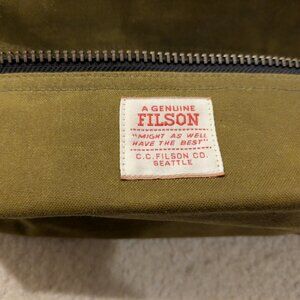 A GENUINE
FILSON
"MIGHT AS WELL
HAVE THE BEST"
C.C. FILSON CO.
SEATTLE